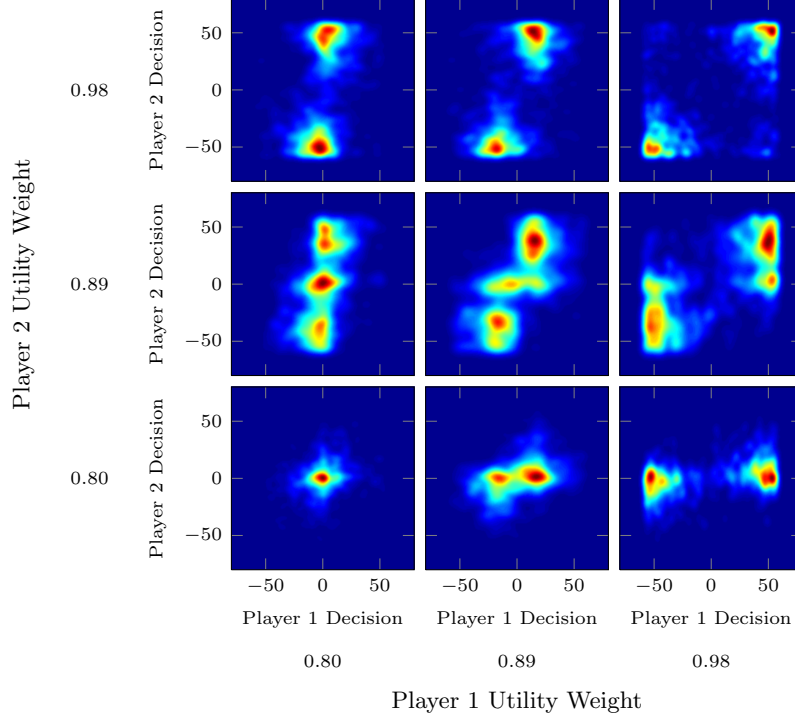 Player 2 Utility Weight
0.98
Player 2 Decision
50
0
−50
0.89
Player 2 Decision
50
0
−50
0.80
Player 2 Decision
50
0
−50
−50 0 50 −50 0 50 −50 0 50
Player 1 Decision Player 1 Decision Player 1 Decision
0.80 0.89 0.98
Player 1 Utility Weight